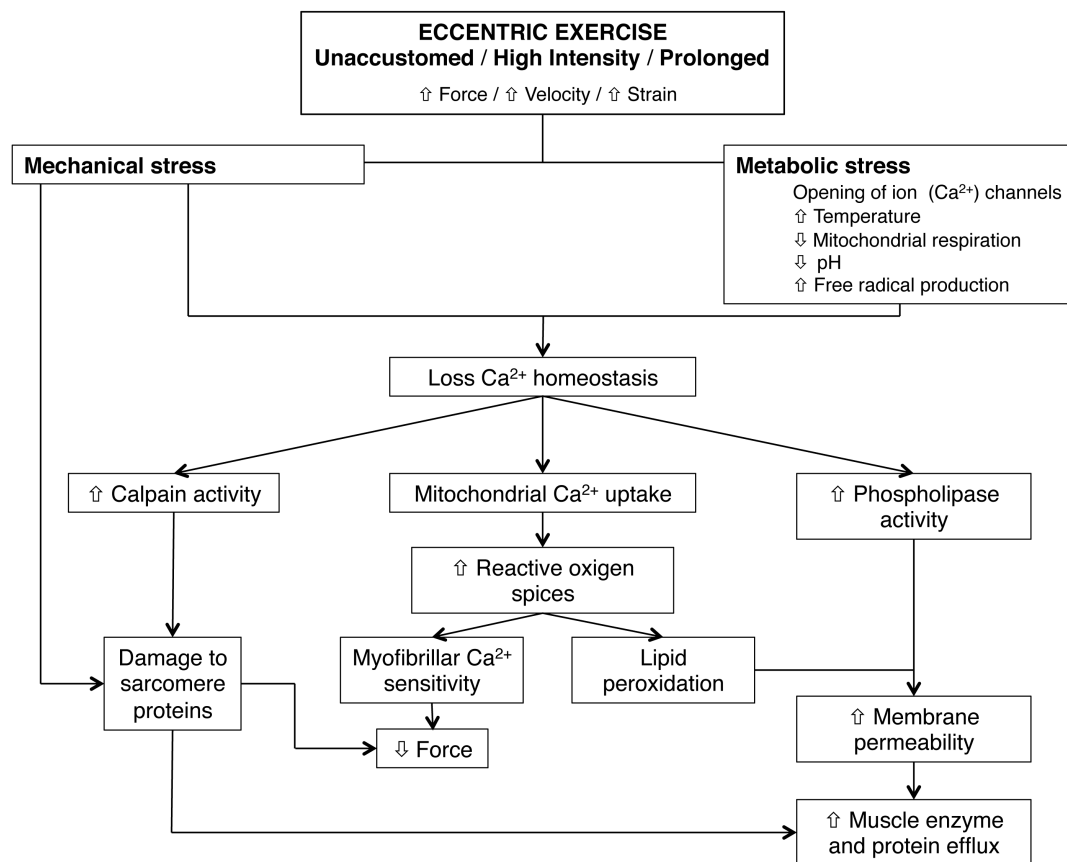 ECCENTRIC EXERCISE
Unaccustomed / High Intensity / Prolonged
⇧ Force / ⇧ Velocity / ⇧ Strain
Mechanical stress
Metabolic stress
Opening of ion (Ca²⁺) channels
⇧ Temperature
⇩ Mitochondrial respiration
⇩ pH
⇧ Free radical production
Loss Ca²⁺ homeostasis
⇧ Calpain activity
Mitochondrial Ca²⁺ uptake
⇧ Phospholipase
activity
⇧ Reactive oxigen
spices
Damage to
sarcomere
proteins
Myofibrillar Ca²⁺
sensitivity
Lipid
peroxidation
⇧ Membrane
permeability
⇩ Force
⇧ Muscle enzyme
and protein efflux